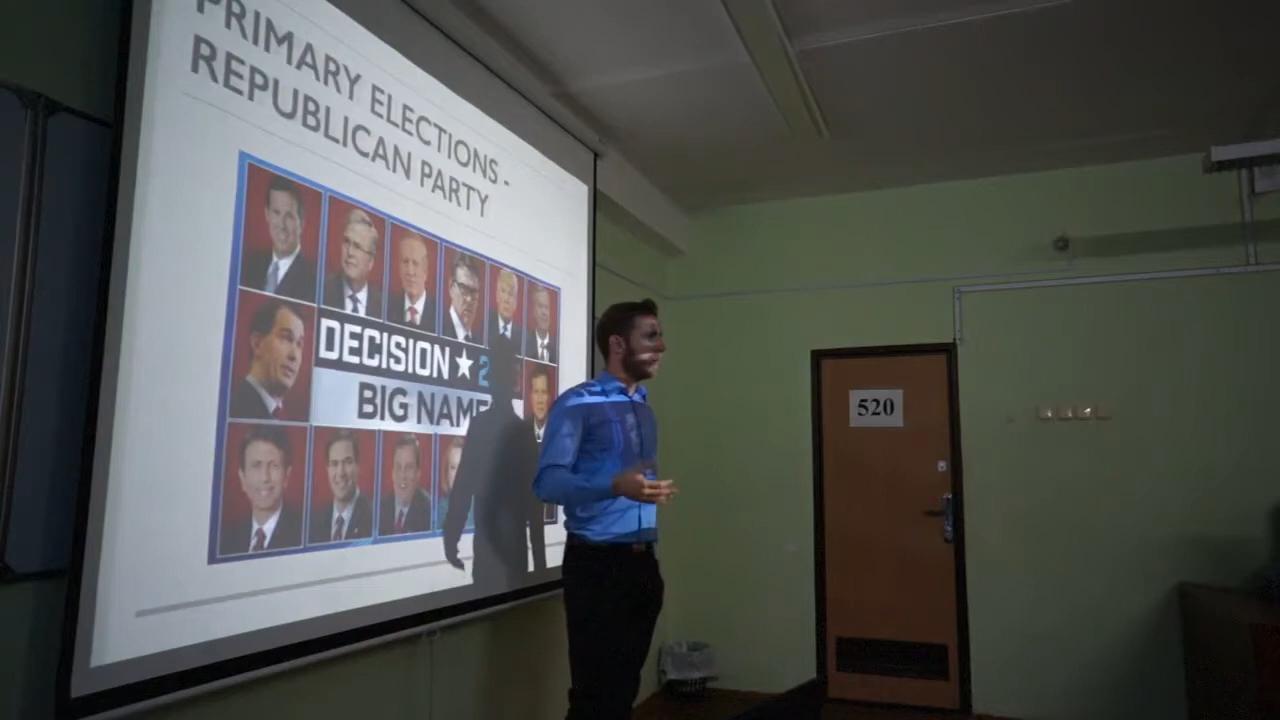 PRIMARY ELECTIONS -
REPUBLICAN PARTY
DECISION ★ 2
BIG NAME
520